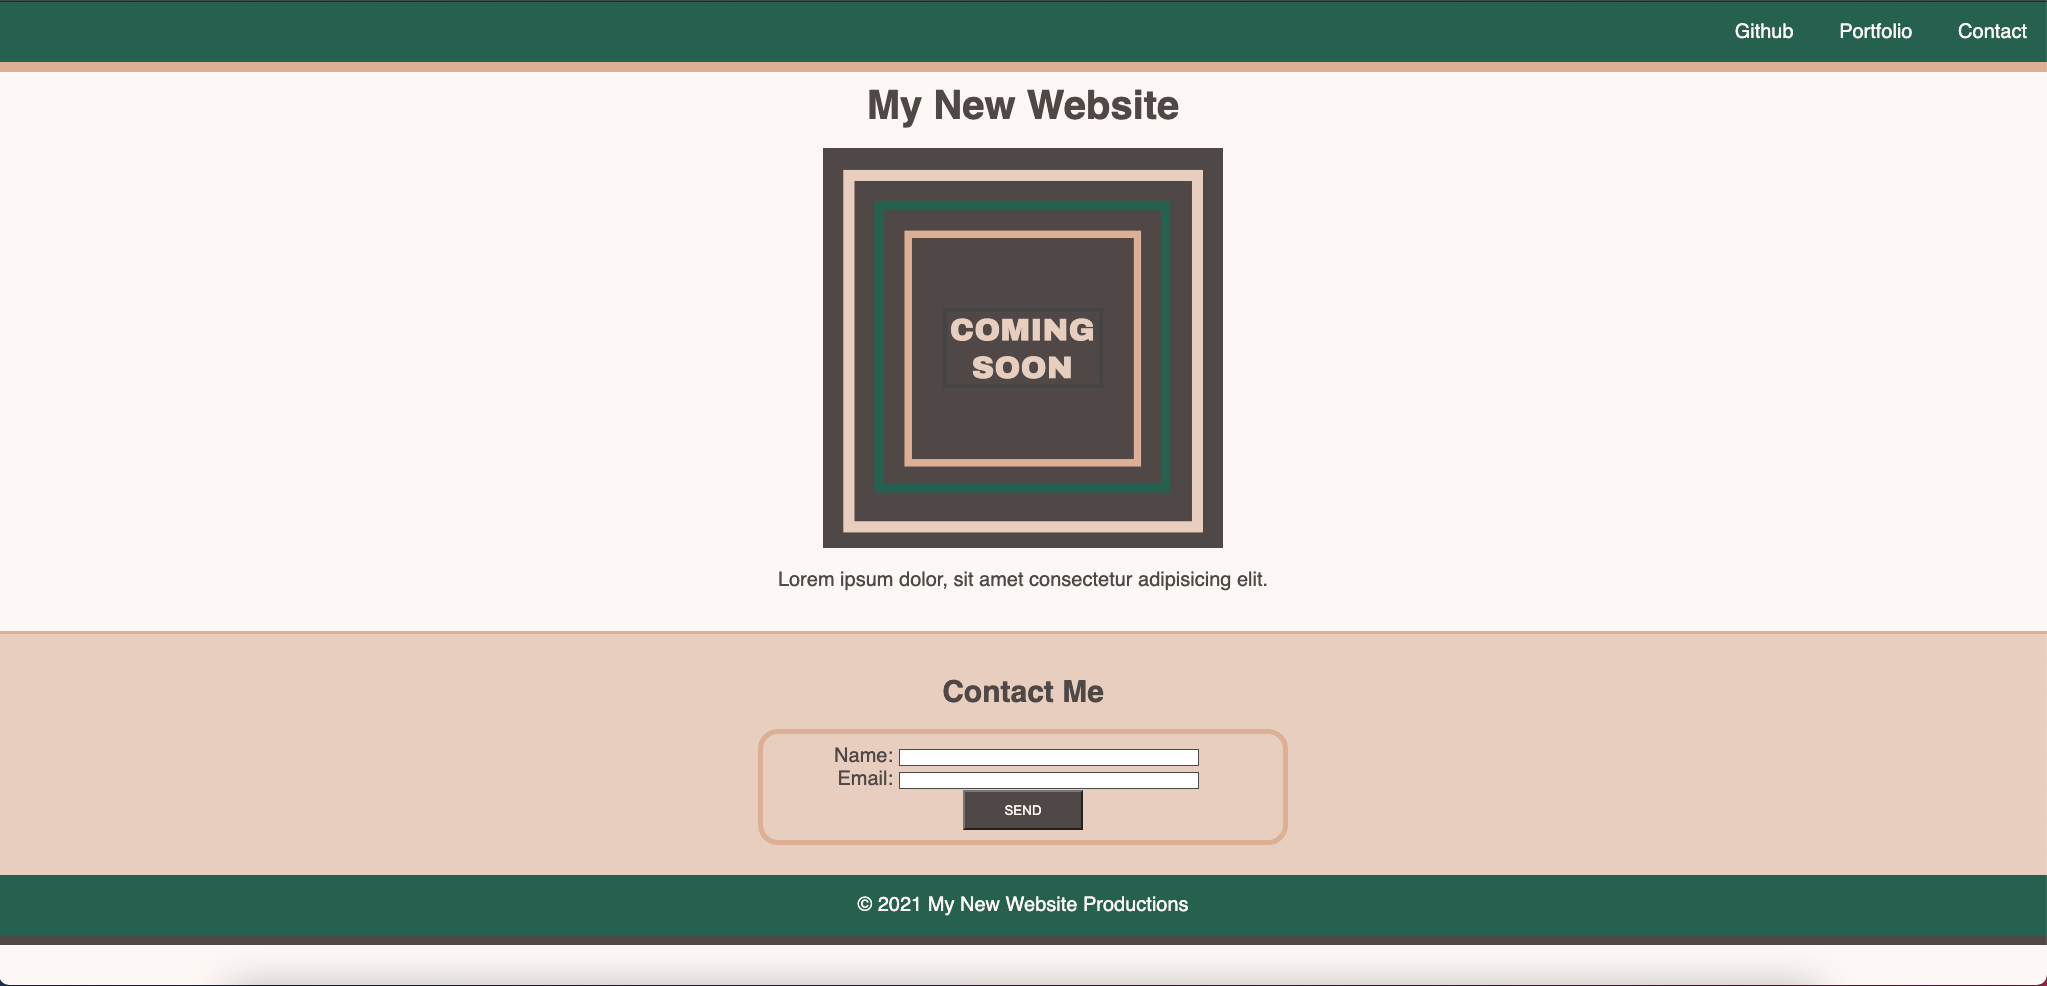 Github Portfolio Contact
My New Website
COMING
SOON
Lorem ipsum dolor, sit amet consectetur adipisicing elit.
Contact Me
Name:
Email:
SEND
© 2021 My New Website Productions